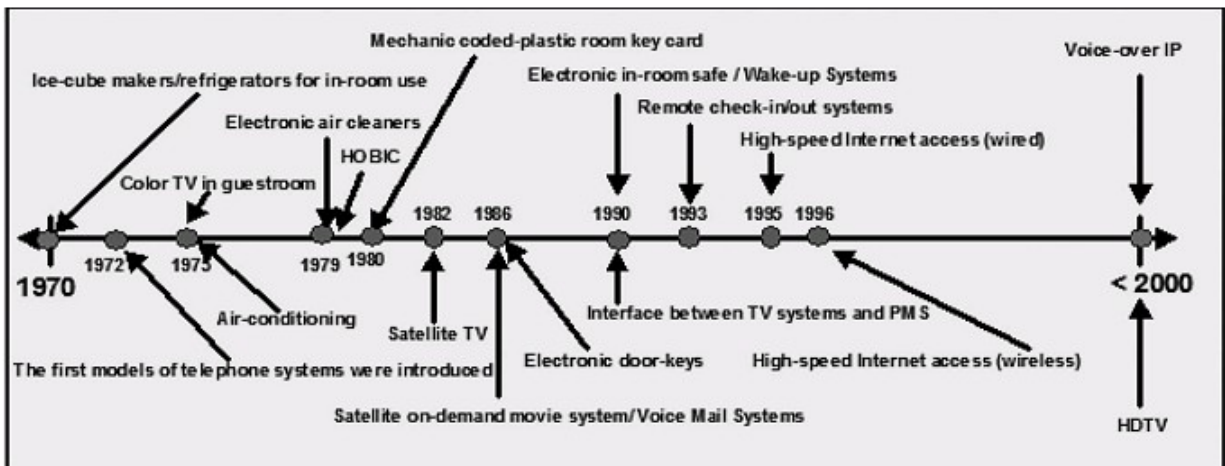 Mechanic coded-plastic room key card
Voice-over IP
Ice-cube makers/refrigerators for in-room use
Electronic in-room safe / Wake-up Systems
Remote check-in/out systems
Electronic air cleaners
High-speed Internet access (wired)
HOBIC
Color TV in guestroom
1982
1986
1990
1993
1995
1996
1972
1975
1979
1980
1970
< 2000
Air-conditioning
Interface between TV systems and PMS
Satellite TV
Electronic door-keys
High-speed Internet access (wireless)
The first models of telephone systems were introduced
Satellite on-demand movie system/Voice Mail Systems
HDTV